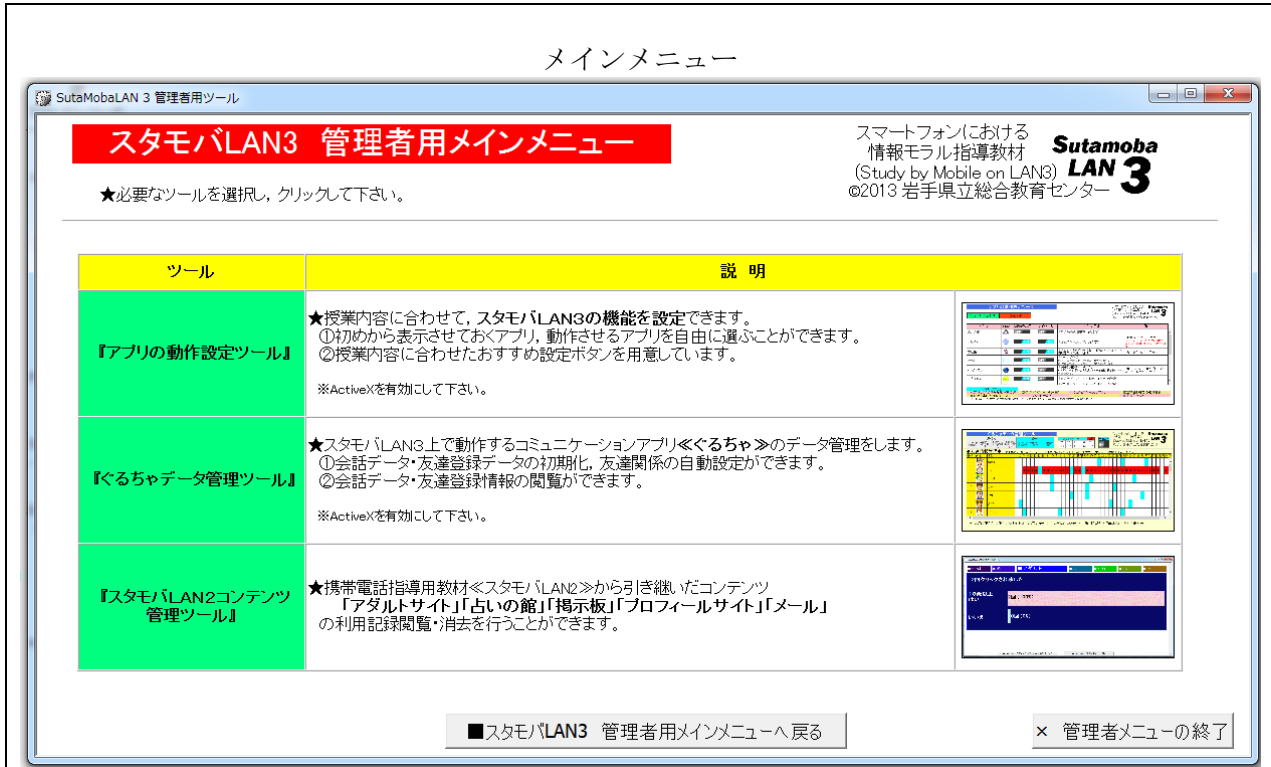 メインメニュー
SutaMobaLAN 3 管理者用ツール
スタモバLAN3 管理者用メインメニュー
★必要なツールを選択し, クリックして下さい。
スマートフォンにおける
情報モラル指導教材
(Study by Mobile on LAN3)
©2013 岩手県立総合教育センター
Sutamoba
LAN 3
ツール
説 明
『アプリの動作設定ツール』
★授業内容に合わせて, スタモバLAN3の機能を設定できます。
①初めから表示させておくアプリ, 動作させるアプリを自由に選ぶことができます。
②授業内容に合わせたおすすめ設定ボタンを用意しています。
※ActiveXを有効にして下さい。
『ぐるちゃデータ管理ツール』
★スタモバLAN3上で動作するコミュニケーションアプリ≪ぐるちゃ≫のデータ管理をします。
①会話データ・友達登録データの初期化, 友達関係の自動設定ができます。
②会話データ・友達登録情報の閲覧ができます。
※ActiveXを有効にして下さい。
『スタモバLAN2コンテンツ
管理ツール』
★携帯電話指導用教材≪スタモバLAN2≫から引き継いだコンテンツ
「アダルトサイト」「占いの館」「掲示板」「プロフィールサイト」「メール」
の利用記録閲覧・消去を行うことができます。
■スタモバLAN3 管理者用メインメニューへ戻る
× 管理者メニューの終了